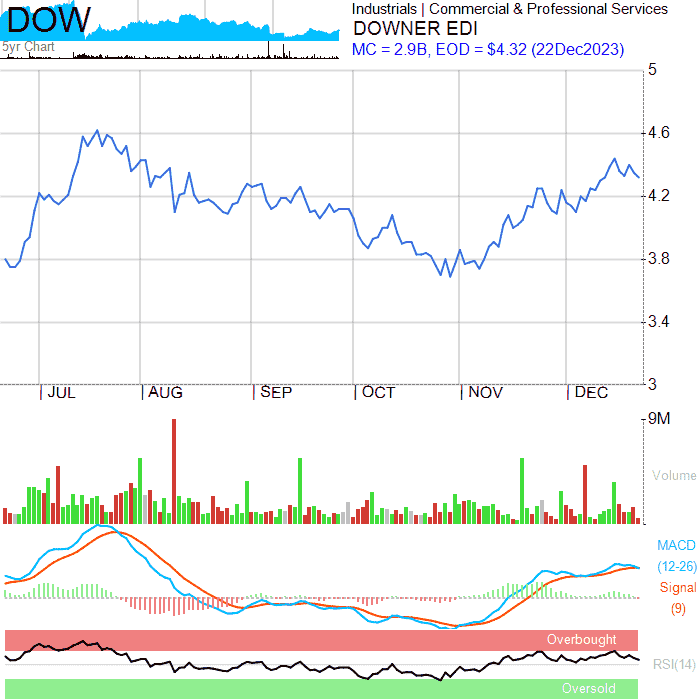 DOW
5yr Chart
Industrials | Commercial & Professional Services
DOWNER EDI
MC = 2.9B, EOD = $4.32 (22Dec2023)
5
4.6
4.2
3.8
3.4
3
JUL AUG SEP OCT NOV DEC
9M
Volume
MACD
(12-26)
Signal
(9)
Overbought
RSI(14)
Oversold